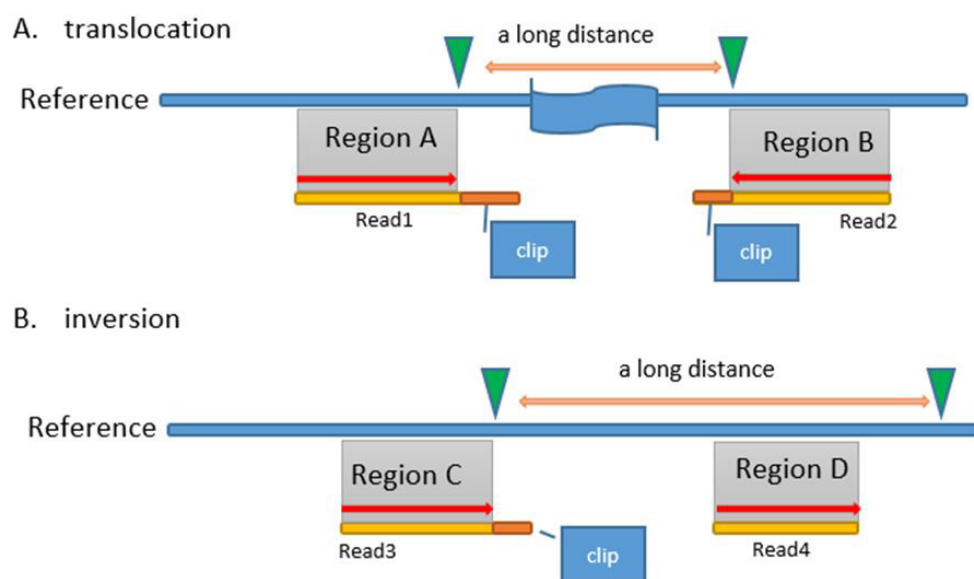 A. translocation
a long distance
Reference
Region A
Region B
Read1
Read2
clip
clip
B. inversion
a long distance
Reference
Region C
Region D
Read3
Read4
clip